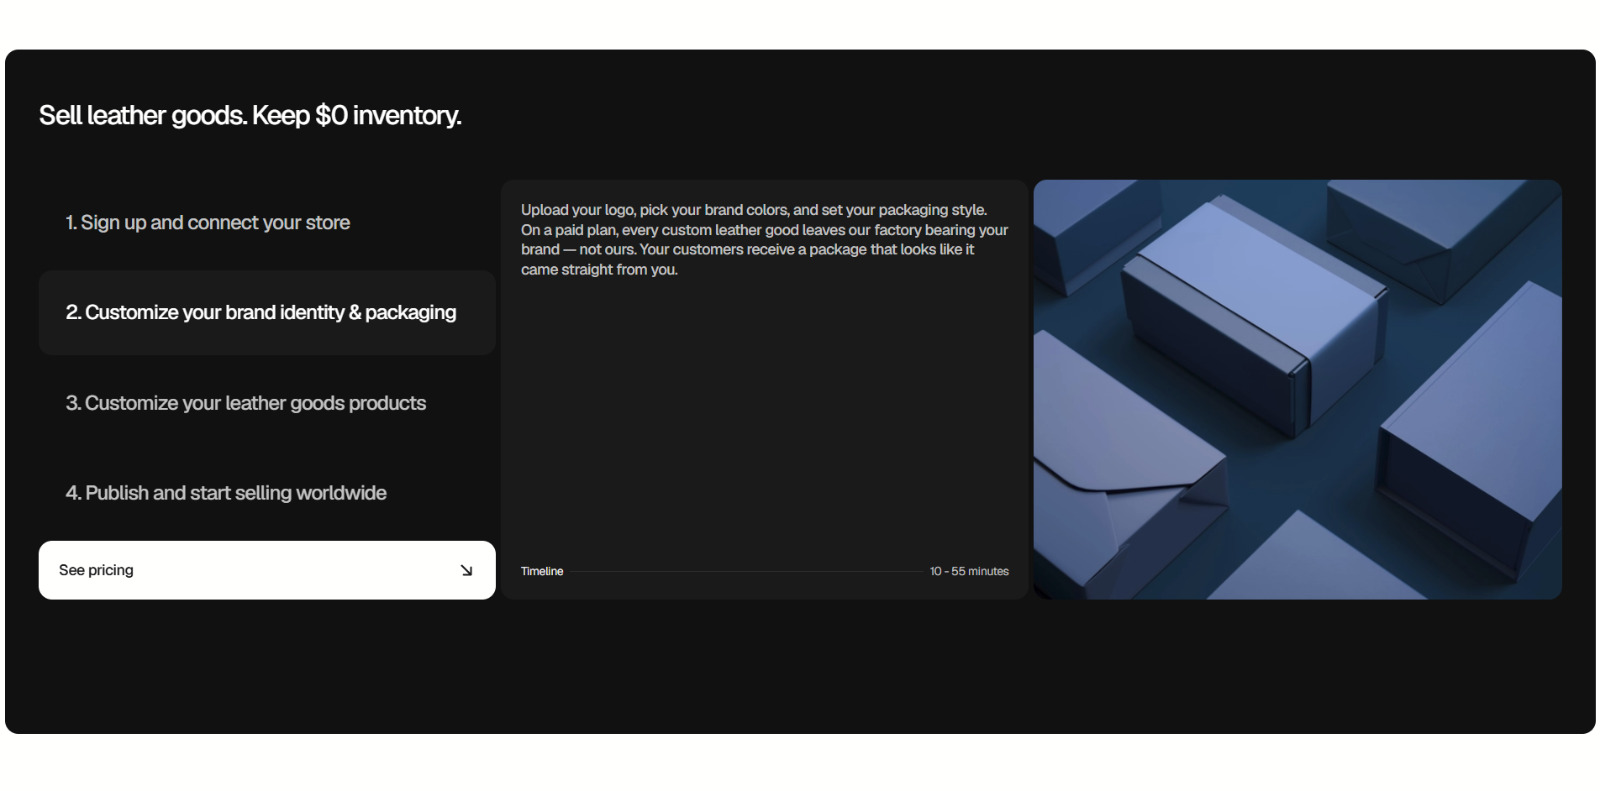 Sell leather goods. Keep $0 inventory.
1. Sign up and connect your store
2. Customize your brand identity & packaging
3. Customize your leather goods products
4. Publish and start selling worldwide
See pricing
Upload your logo, pick your brand colors, and set your packaging style.
On a paid plan, every custom leather good leaves our factory bearing your
brand — not ours. Your customers receive a package that looks like it
came straight from you.
Timeline
10 - 55 minutes